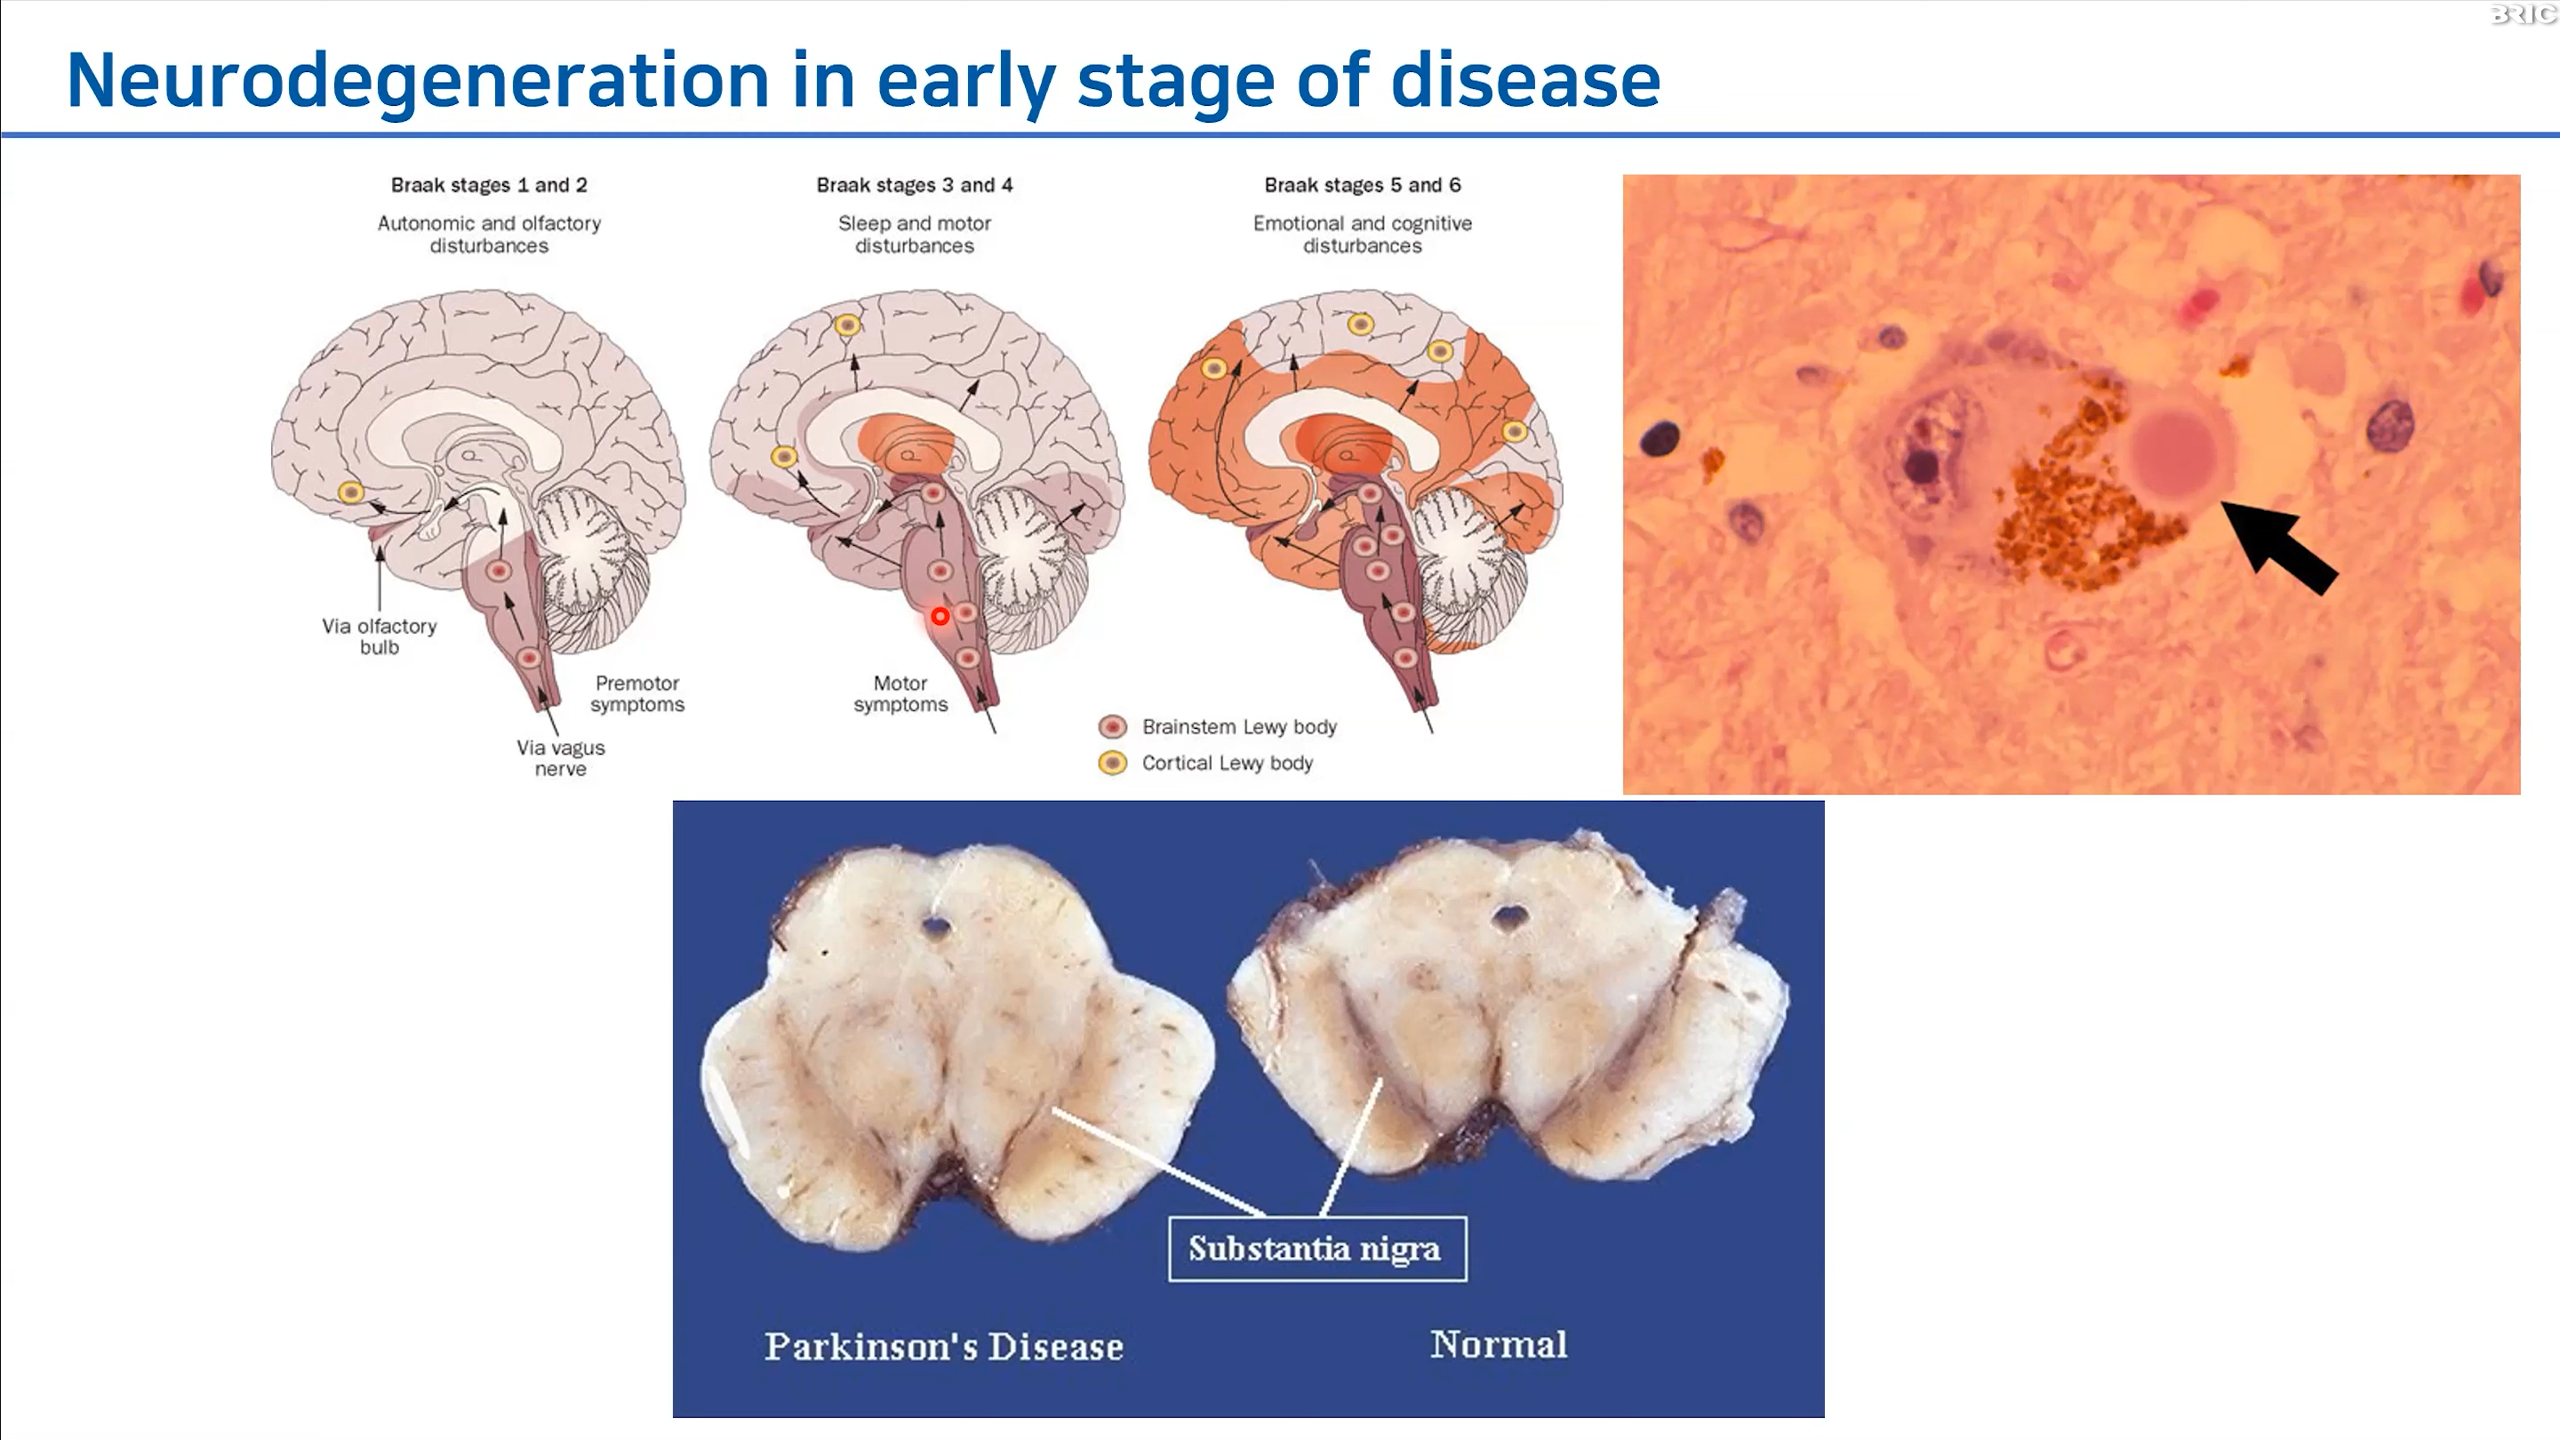 BRIC
Neurodegeneration in early stage of disease
Braak stages 1 and 2
Autonomic and olfactory
disturbances
Via olfactory
bulb
Premotor
symptoms
Via vagus
nerve
Braak stages 3 and 4
Sleep and motor
disturbances
Motor
symptoms
Braak stages 5 and 6
Emotional and cognitive
disturbances
Brainstem Lewy body
Cortical Lewy body
Substantia nigra
Parkinson's Disease
Normal